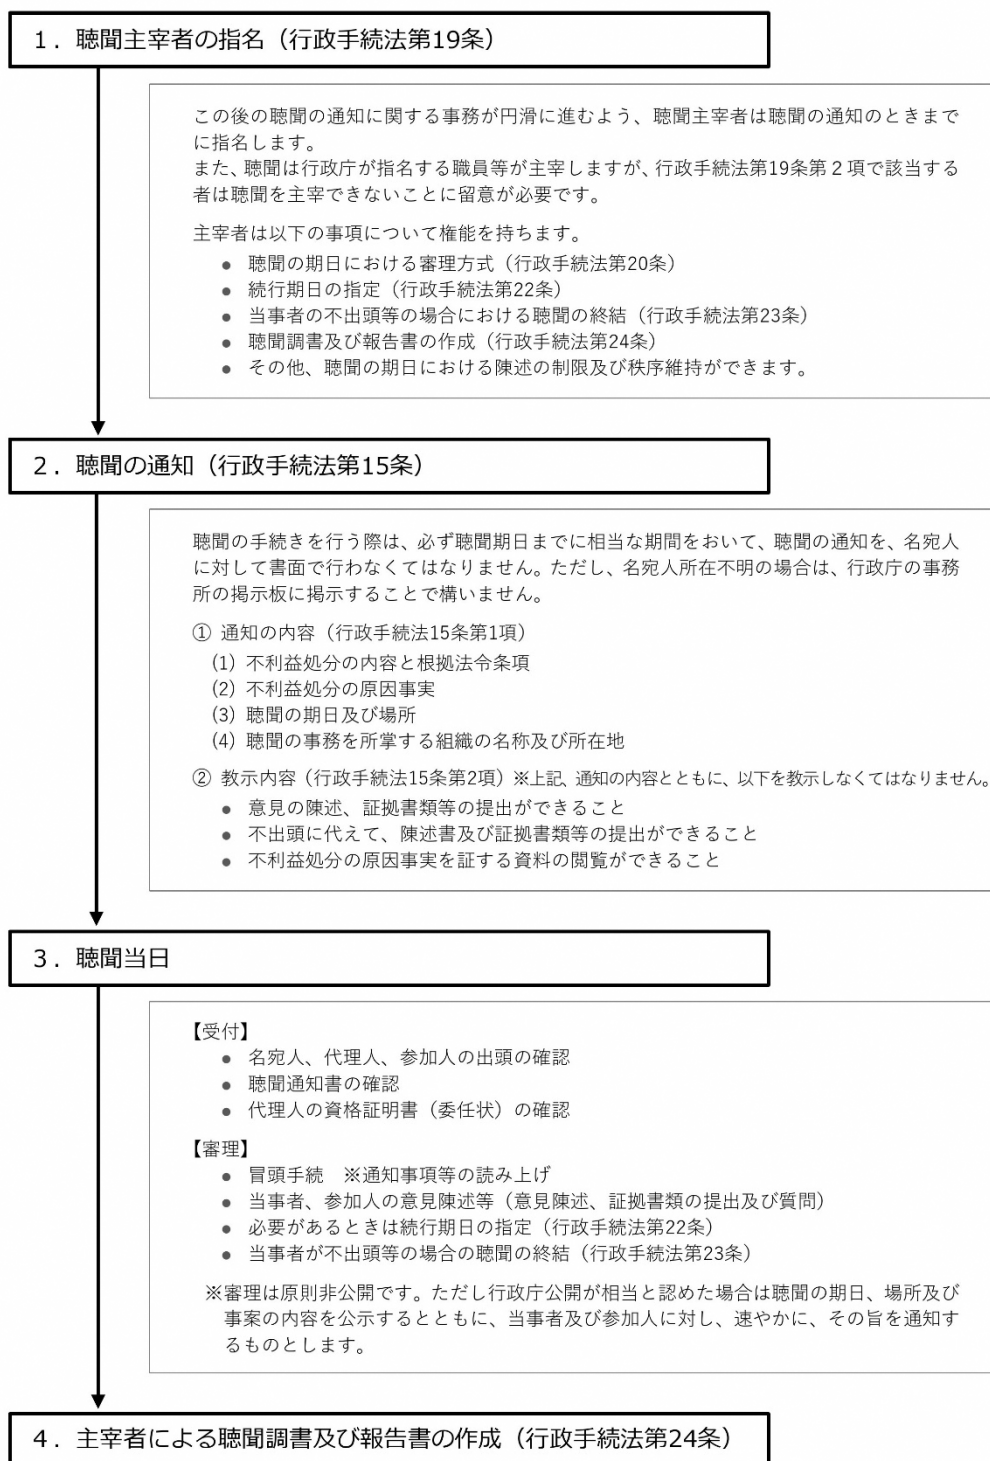 1．聴聞主宰者の指名（行政手続法第19条）
この後の聴聞の通知に関する事務が円滑に進むよう、聴聞主宰者は聴聞の通知のときまで
に指名します。
また、聴聞は行政庁が指名する職員等が主宰しますが、行政手続法第19条第２項で該当する
者は聴聞を主宰できないことに留意が必要です。
主宰者は以下の事項について権能を持ちます。
● 聴聞の期日における審理方式（行政手続法第20条）
● 続行期日の指定（行政手続法第22条）
● 当事者の不出頭等の場合における聴聞の終結（行政手続法第23条）
● 聴聞調書及び報告書の作成（行政手続法第24条）
● その他、聴聞の期日における陳述の制限及び秩序維持ができます。
2．聴聞の通知（行政手続法第15条）
聴聞の手続きを行う際は、必ず聴聞期日までに相当な期間をおいて、聴聞の通知を、名宛人
に対して書面で行わなくてはなりません。ただし、名宛人所在不明の場合は、行政庁の事務
所の掲示板に掲示することで構いません。
① 通知の内容（行政手続法15条第1項）
(1) 不利益処分の内容と根拠法令条項
(2) 不利益処分の原因事実
(3) 聴聞の期日及び場所
(4) 聴聞の事務を所掌する組織の名称及び所在地
② 教示内容（行政手続法15条第2項）※上記、通知の内容とともに、以下を教示しなくてはなりません。
● 意見の陳述、証拠書類等の提出ができること
● 不出頭に代えて、陳述書及び証拠書類等の提出ができること
● 不利益処分の原因事実を証する資料の閲覧ができること
3．聴聞当日
【受付】
● 名宛人、代理人、参加人の出頭の確認
● 聴聞通知書の確認
● 代理人の資格証明書（委任状）の確認
【審理】
● 冒頭手続　※通知事項等の読み上げ
● 当事者、参加人の意見陳述等（意見陳述、証拠書類の提出及び質問）
● 必要があるときは続行期日の指定（行政手続法第22条）
● 当事者が不出頭等の場合の聴聞の終結（行政手続法第23条）
※審理は原則非公開です。ただし行政庁公開が相当と認めた場合は聴聞の期日、場所及び
事案の内容を公示するとともに、当事者及び参加人に対し、速やかに、その旨を通知す
るものとします。
4．主宰者による聴聞調書及び報告書の作成（行政手続法第24条）